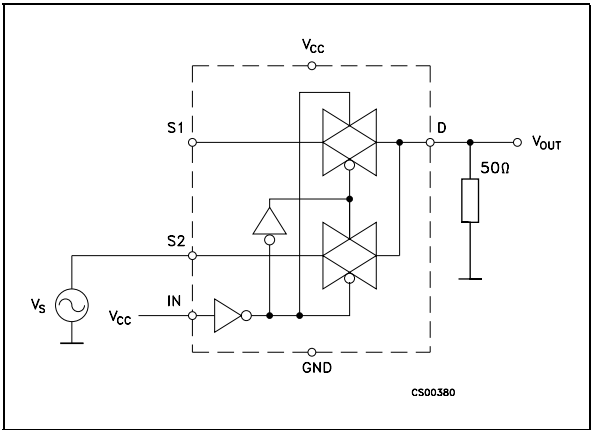 VCC
S1
D
VOUT
50Ω
S2
VS
IN
VCC
GND
CS00380